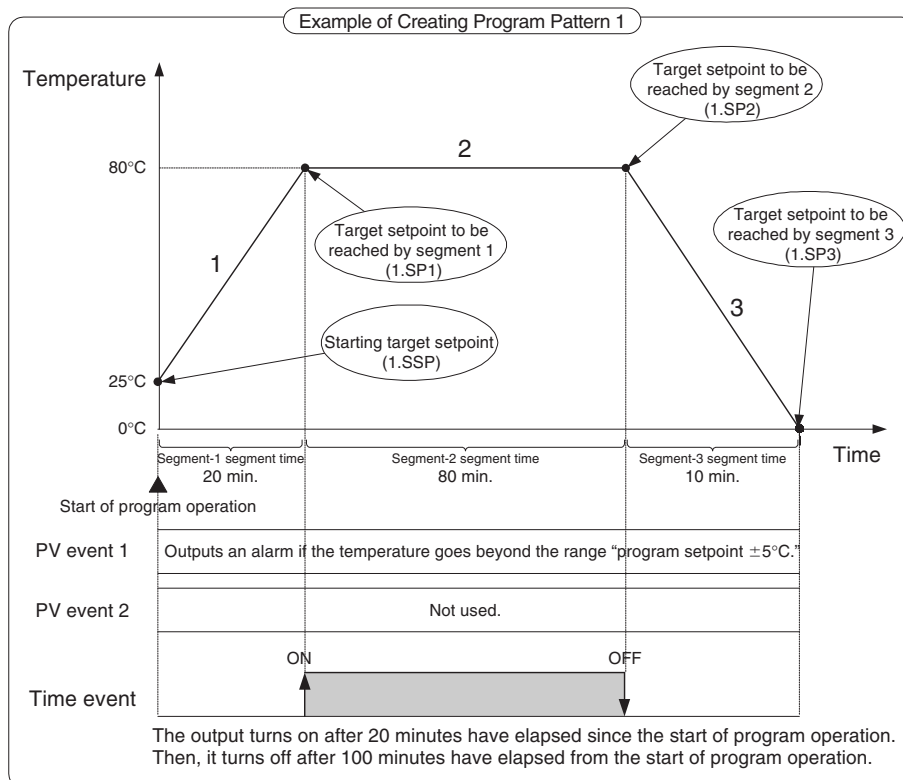 Example of Creating Program Pattern 1
Temperature
Target setpoint to be
reached by segment 2
(1.SP2)
2
80°C
Target setpoint to be
reached by segment 3
(1.SP3)
Target setpoint to be
reached by segment 1
(1.SP1)
1
3
Starting target setpoint
(1.SSP)
25°C
0°C
Time
Segment-1 segment time
20 min.
Segment-2 segment time
80 min.
Segment-3 segment time
10 min.
Start of program operation
PV event 1
Outputs an alarm if the temperature goes beyond the range “program setpoint ±5°C.”
PV event 2
Not used.
ON
OFF
Time event
The output turns on after 20 minutes have elapsed since the start of program operation.
Then, it turns off after 100 minutes have elapsed from the start of program operation.